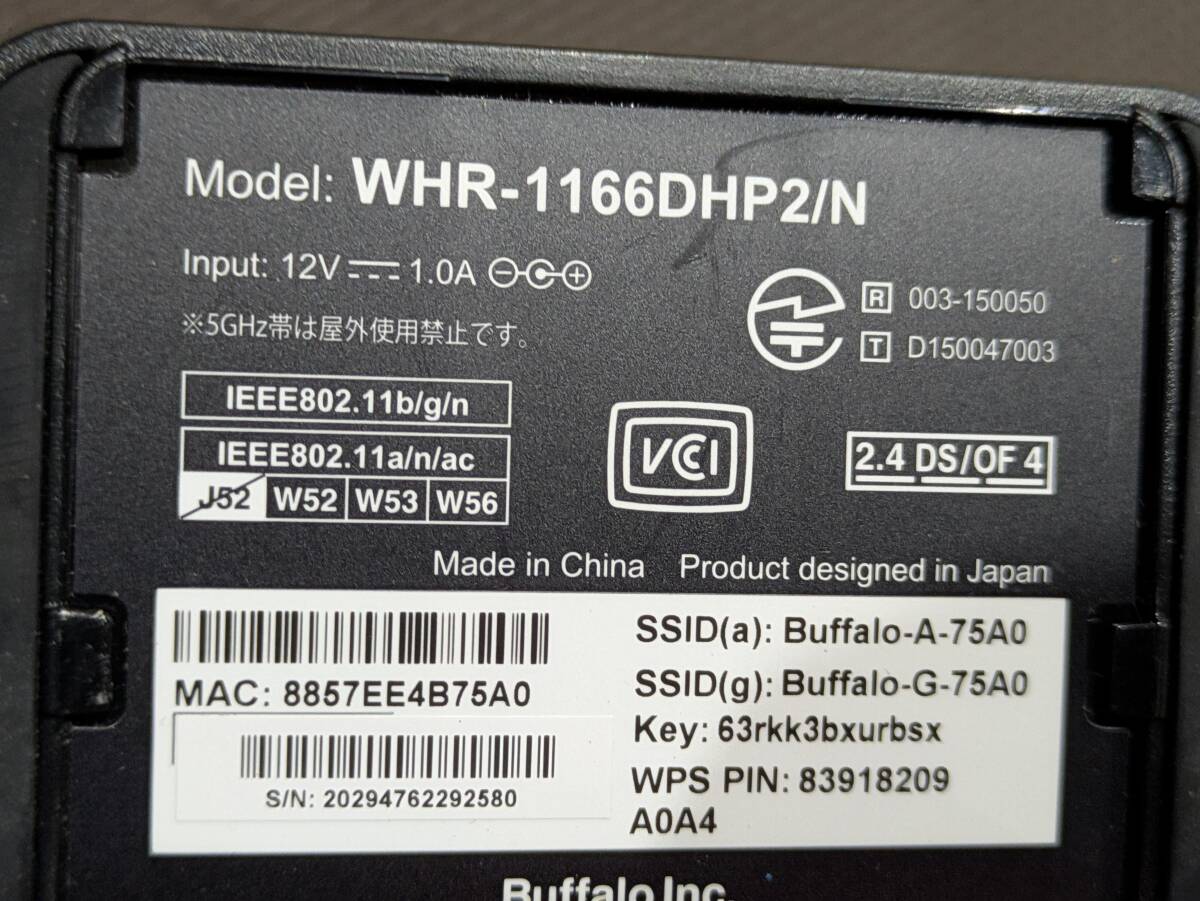 Model: WHR-1166DHP2/N
Input: 12V 1.0A
※5GHz帯は屋外使用禁止です。
R 003-150050
T D150047003
IEEE802.11b/g/n
IEEE802.11a/n/ac
J52 W52 W53 W56
VCCI
2.4 DS/OF 4
Made in China Product designed in Japan
MAC: 8857EE4B75A0
S/N: 20294762292580
SSID(a): Buffalo-A-75A0
SSID(g): Buffalo-G-75A0
Key: 63rkk3bxurbsx
WPS PIN: 83918209
A0A4
Buffalo Inc.